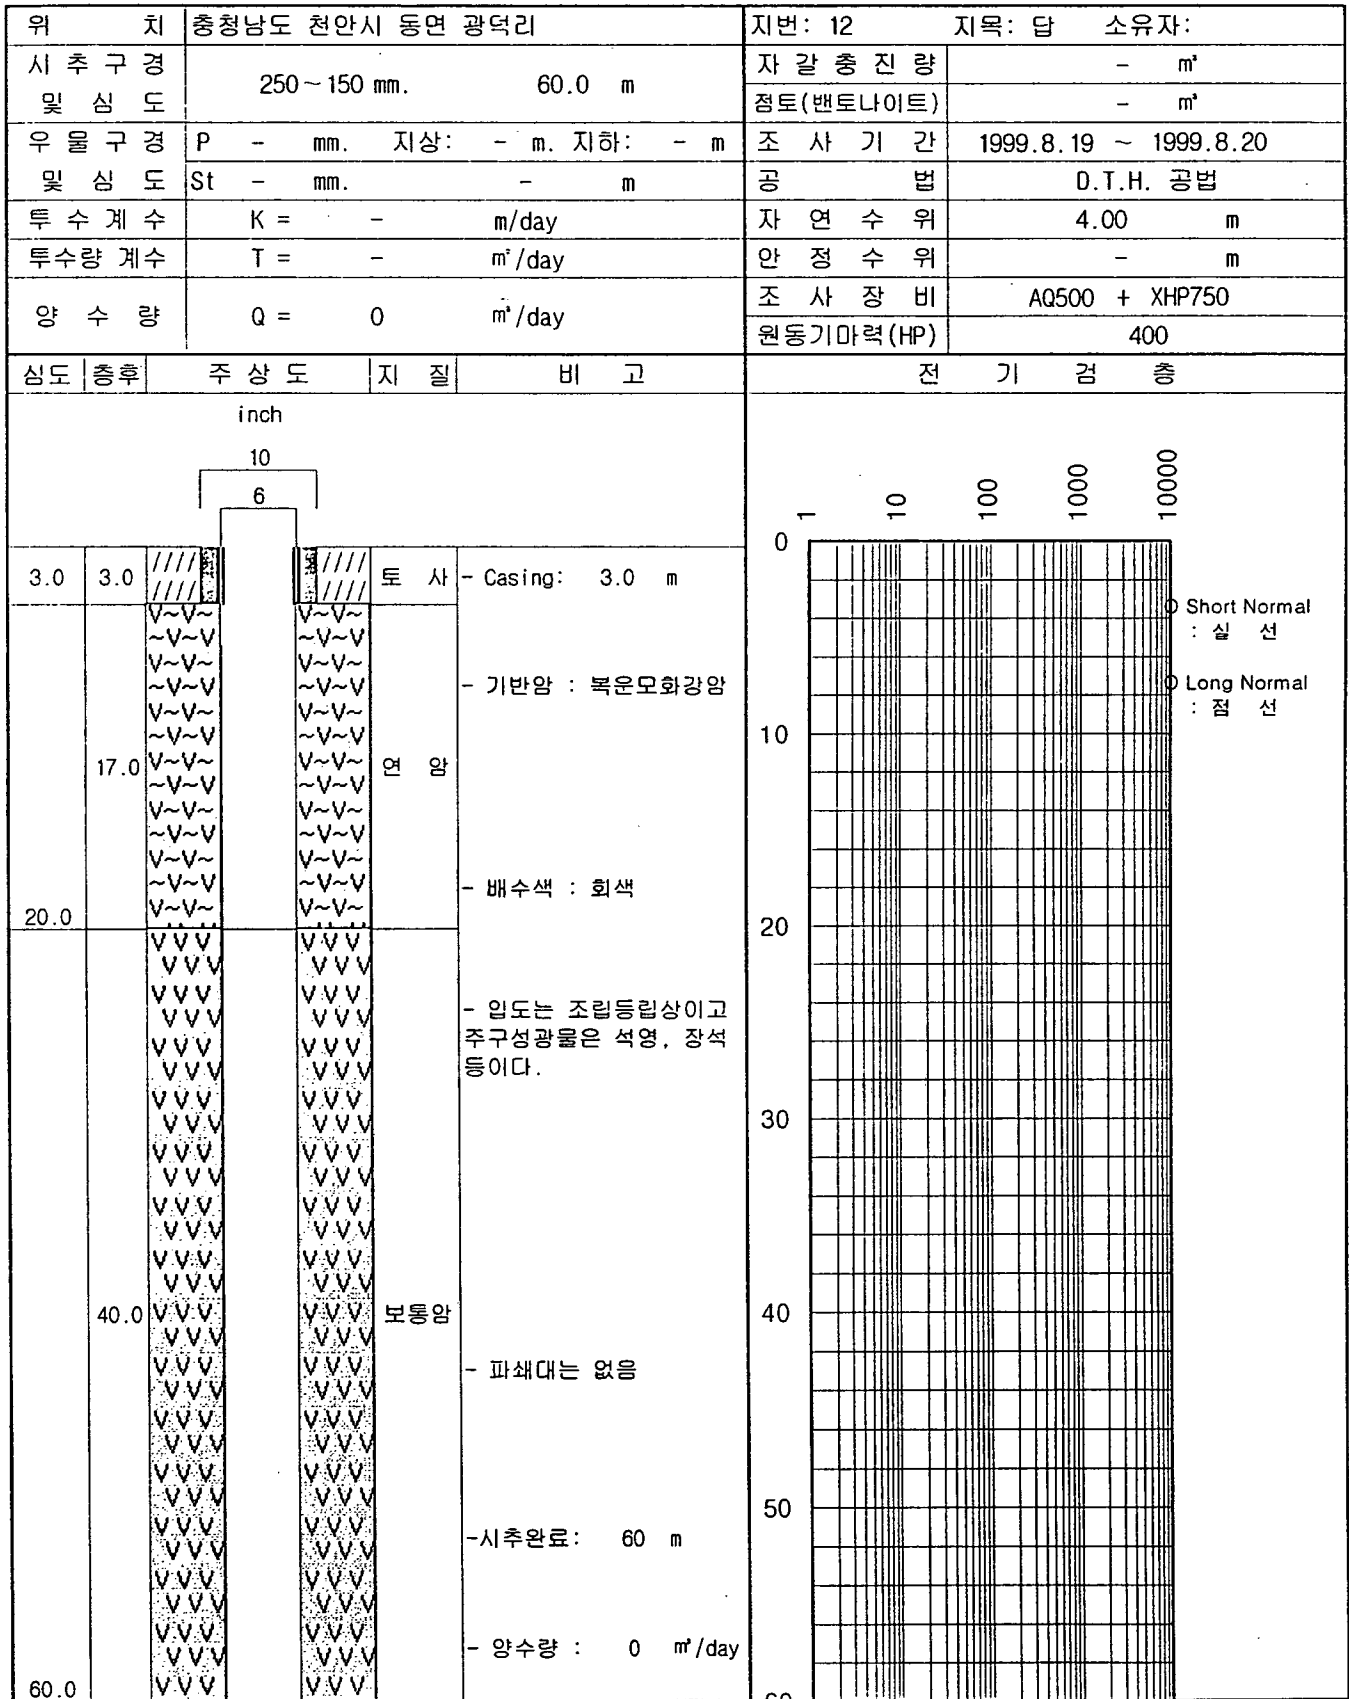 위 치 충청남도 천안시 동면 광덕리 지번: 12 지목: 답 소유자:
시 추 구 경 및 심 도 250~150 mm. 60.0 m 자 갈 충 진 량 - ㎥
점토(밴토나이트) - ㎥
우 물 구 경 P - mm. 지상: - m. 지하: - m 조 사 기 간 1999.8.19 ~ 1999.8.20
및 심 도 St - mm. - m 공 법 D.T.H. 공법
투 수 계 수 K = - m/day 자 연 수 위 4.00 m
투수량 계수 T = - ㎡/day 안 정 수 위 - m
양 수 량 Q = 0 ㎥/day 조 사 장 비 AQ500 + XHP750
원동기마력(HP) 400
심도 층후 주 상 도 지 질 비 고 전 기 검 층
inch
10
6
1 10 100 1000 10000
0
3.0 3.0 토 사 - Casing: 3.0 m
O Short Normal
: 실 선
- 기반암 : 복운모화강암
O Long Normal
: 점 선
10
17.0 연 암
- 배수색 : 회색
20.0
20
- 입도는 조립등립상이고
주구성광물은 석영, 장석
등이다.
30
40.0 보통암
40
- 파쇄대는 없음
50
-시추완료: 60 m
- 양수량 : 0 ㎥/day
60.0
60